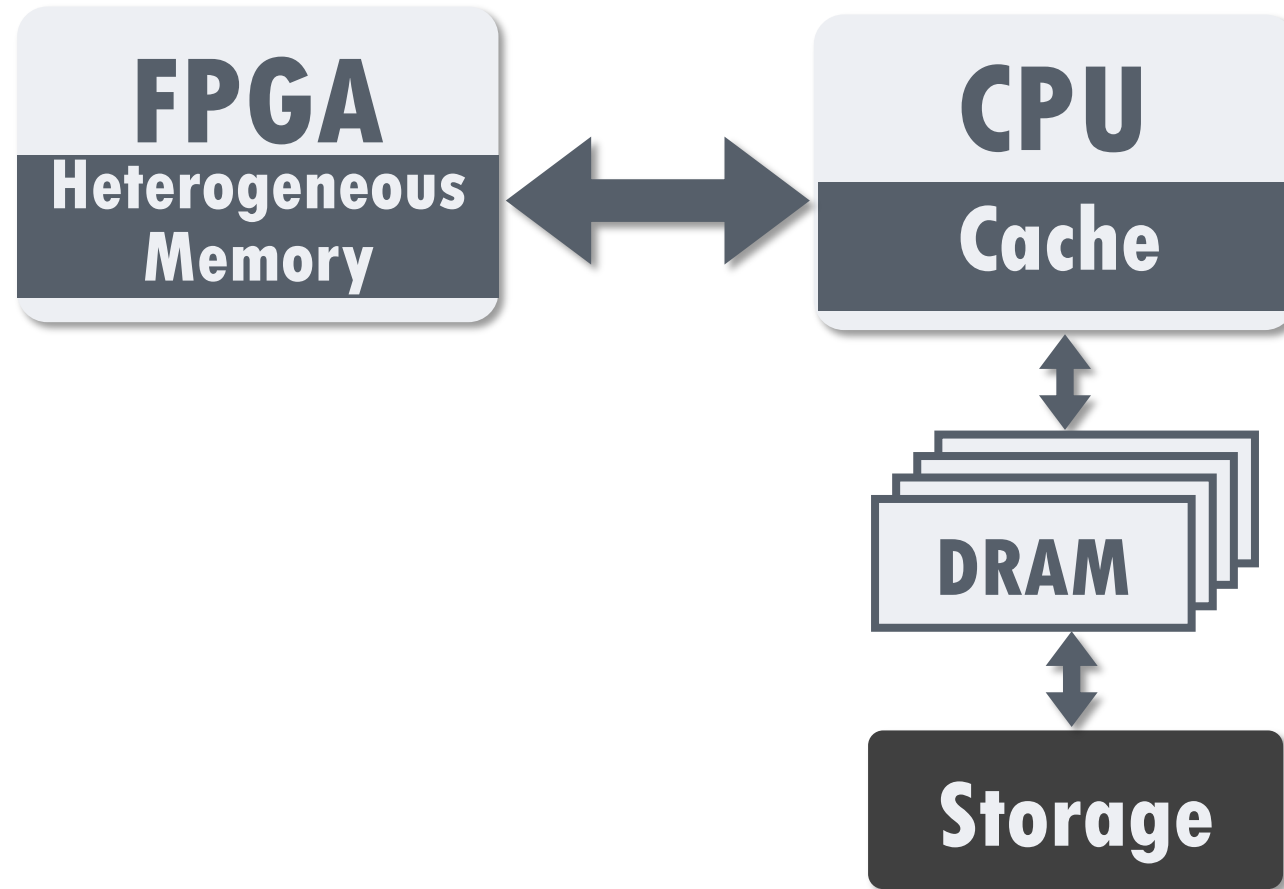 FPGA
Heterogeneous
Memory
CPU
Cache
DRAM
Storage